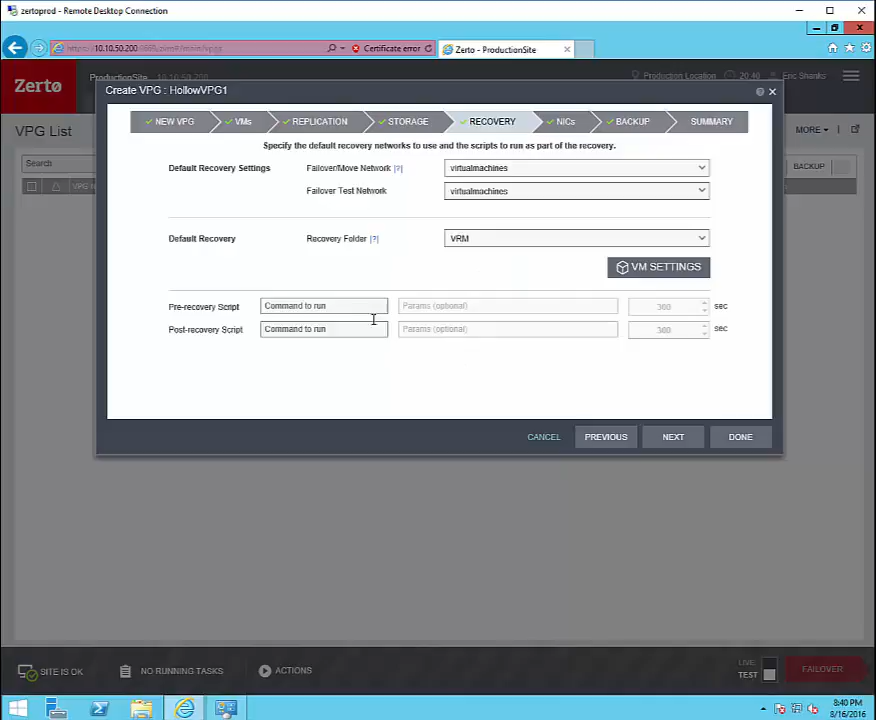 zertoprod - Remote Desktop Connection
Certificate error
Zerto - ProductionSite
Zerto
ProductionSite
10.10.50.200
Production Location
20:40
Eric Shanks
Create VPG : HollowVPG1
VPG List
MORE
NEW VPG
VMs
REPLICATION
STORAGE
RECOVERY
NICs
BACKUP
SUMMARY
Specify the default recovery networks to use and the scripts to run as part of the recovery.
Search
BACKUP
Default Recovery Settings
Failover/Move Network [?]
virtualmachines
Failover Test Network
virtualmachines
Default Recovery
Recovery Folder [?]
VRM
VM SETTINGS
Pre-recovery Script
Command to run
Params (optional)
300
sec
Post-recovery Script
Command to run
Params (optional)
300
sec
CANCEL
PREVIOUS
NEXT
DONE
SITE IS OK
NO RUNNING TASKS
ACTIONS
LIVE
TEST
FAILOVER
8:40 PM
8/16/2016